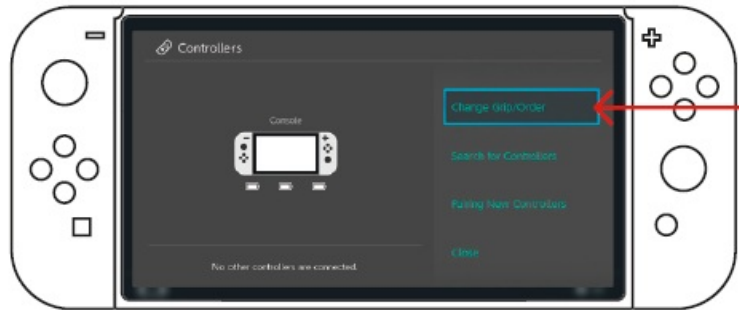 Controllers
Console
No other controllers are connected.
Change Grip/Order
Search for Controllers
Pairing New Controllers
Close